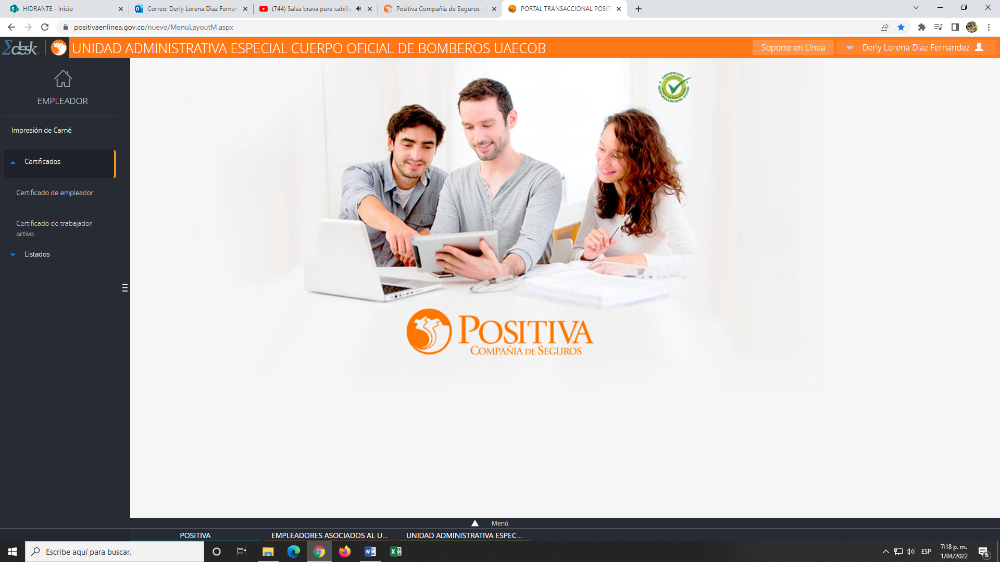 HIDRANTE - Inicio
Correo: Derly Lorena Diaz Fernan
(744) Salsa brava pura cabilla
Positiva Compañía de Seguros -
PORTAL TRANSACCIONAL POSIT
positivaenlinea.gov.co/nuevo/MenuLayoutM.aspx
desk
UNIDAD ADMINISTRATIVA ESPECIAL CUERPO OFICIAL DE BOMBEROS UAECOB
Soporte en Línea
Derly Lorena Diaz Fernandez
EMPLEADOR
Impresión de Carné
Certificados
Certificado de empleador
Certificado de trabajador
activo
Listados
CERTIFICADO
RESPONSABILIDAD SOCIAL
POSITIVA
COMPAÑIA DE SEGUROS
Menú
POSITIVA
EMPLEADORES ASOCIADOS AL U...
UNIDAD ADMINISTRATIVA ESPEC...
Escribe aquí para buscar.
ESP
7:18 p. m.
1/04/2022
6